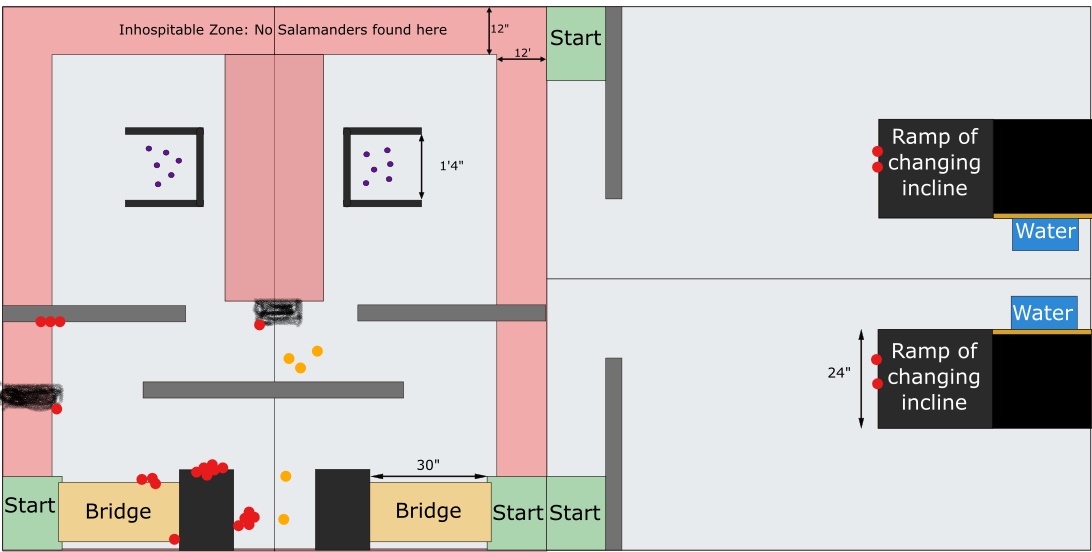 Inhospitable Zone: No Salamanders found here
12"
12'
Start
1'4"
Ramp of
changing
incline
Water
Water
Ramp of
changing
incline
24"
30"
Start
Bridge
Bridge
Start
Start